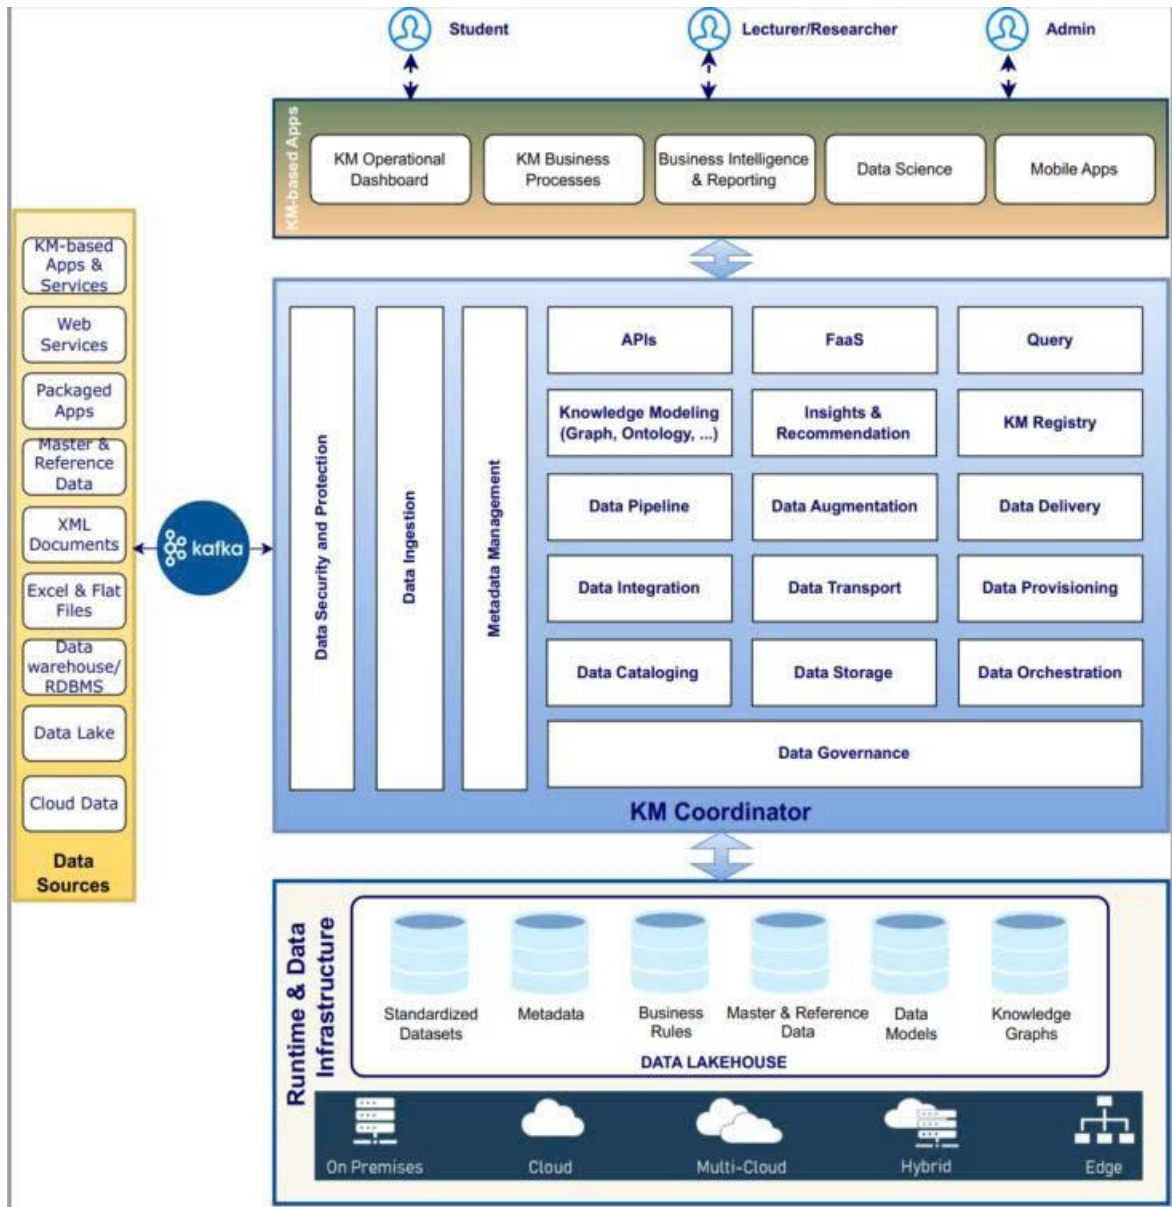 Student
Lecturer/Researcher
Admin
KM-based Apps
KM Operational
Dashboard
KM Business
Processes
Business Intelligence
& Reporting
Data Science
Mobile Apps
KM-based
Apps &
Services
Web
Services
Packaged
Apps
Master &
Reference
Data
XML
Documents
Excel & Flat
Files
Data
warehouse/
RDBMS
Data Lake
Cloud Data
Data
Sources
kafka
Data Security and Protection
Data Ingestion
Metadata Management
APIs
FaaS
Query
Knowledge Modeling
(Graph, Ontology, ...)
Insights &
Recommendation
KM Registry
Data Pipeline
Data Augmentation
Data Delivery
Data Integration
Data Transport
Data Provisioning
Data Cataloging
Data Storage
Data Orchestration
Data Governance
KM Coordinator
Runtime & Data
Infrastructure
Standardized
Datasets
Metadata
Business
Rules
Master & Reference
Data
Data
Models
Knowledge
Graphs
DATA LAKEHOUSE
On Premises
Cloud
Multi-Cloud
Hybrid
Edge